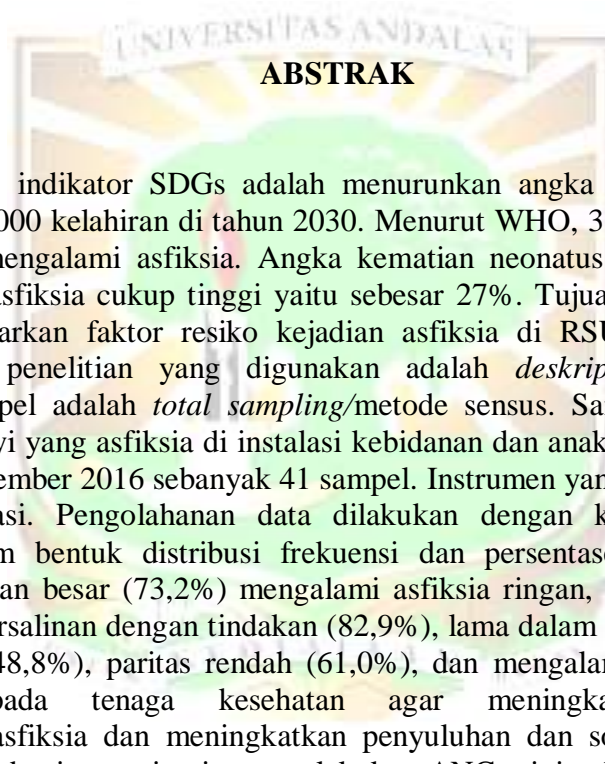 UNIVERSITAS ANDALAS
ABSTRAK
indikator SDGs adalah menurunkan angka
000 kelahiran di tahun 2030. Menurut WHO, 3
mengalami asfiksia. Angka kematian neonatus
asfiksia cukup tinggi yaitu sebesar 27%. Tujua
arkan faktor resiko kejadian asfiksia di RSU
penelitian yang digunakan adalah deskrip
pel adalah total sampling/metode sensus. Sa
yi yang asfiksia di instalasi kebidanan dan anak
ember 2016 sebanyak 41 sampel. Instrumen yan
asi. Pengolahanan data dilakukan dengan k
m bentuk distribusi frekuensi dan persentas
an besar (73,2%) mengalami asfiksia ringan,
rsalinan dengan tindakan (82,9%), lama dalam
48,8%), paritas rendah (61,0%), dan mengalan
pada tenaga kesehatan agar meningka
asfiksia dan meningkatkan penyuluhan dan so